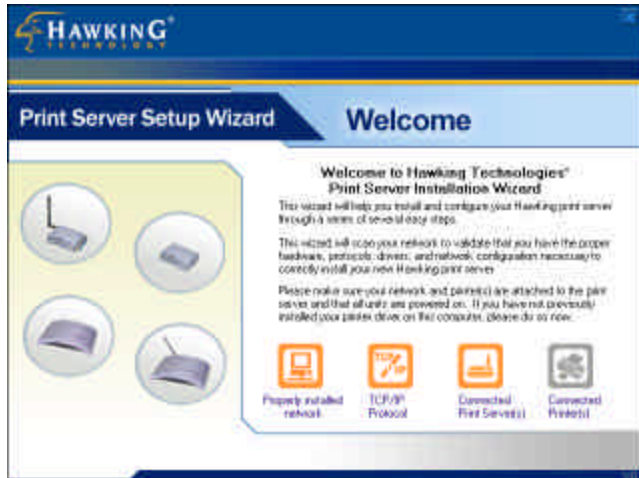 HAWKING®
TECHNOLOGY
Print Server Setup Wizard
Welcome
Welcome to Hawking Technologies'
Print Server Installation Wizard
This wizard will help you install and configure your Hawking print server
through a series of several easy steps.
This wizard will scan your network to validate that you have the proper
hardware, protocols, drivers, and network configuration necessary to
correctly install your new Hawking print server
Please make sure your network and printer(s) are attached to the print
server and that all units are powered on. If you have not previously
installed your printer driver on this computer, please do so now.
TCP/IP
Properly installed
network
TCP/IP
Protocol
Connected
Print Server(s)
Connected
Printer(s)